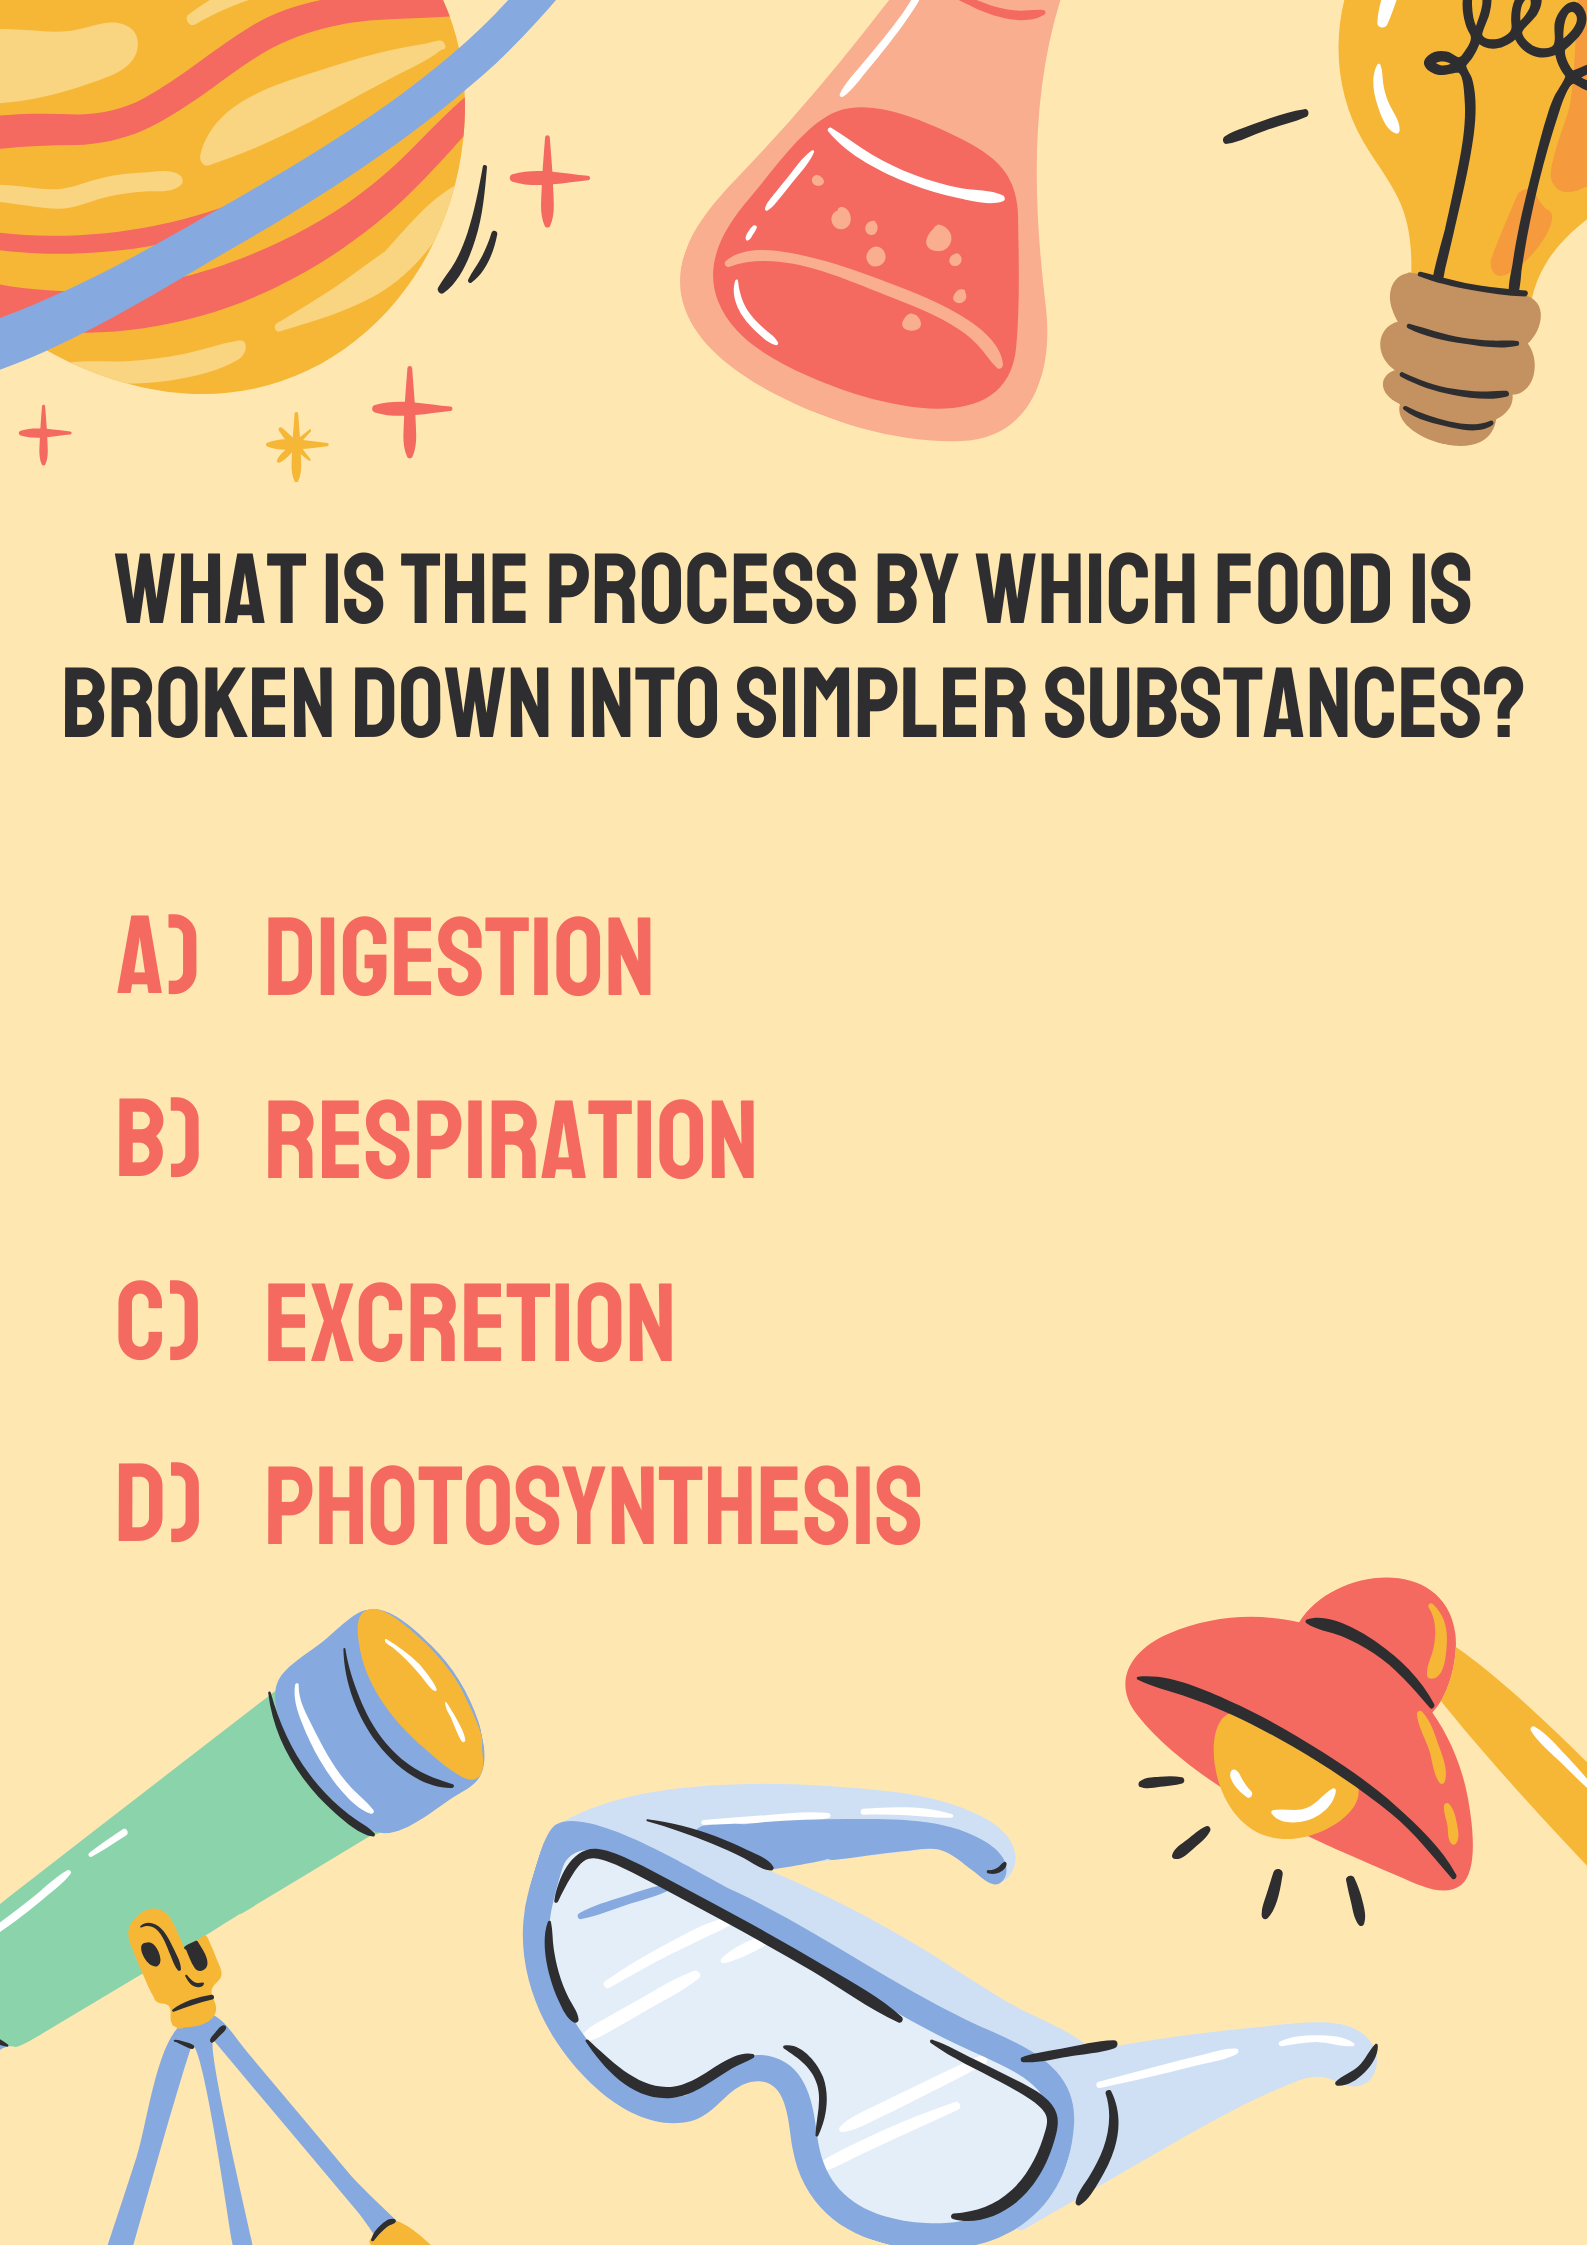 WHAT IS THE PROCESS BY WHICH FOOD IS
BROKEN DOWN INTO SIMPLER SUBSTANCES?
A) DIGESTION
B) RESPIRATION
C) EXCRETION
D) PHOTOSYNTHESIS